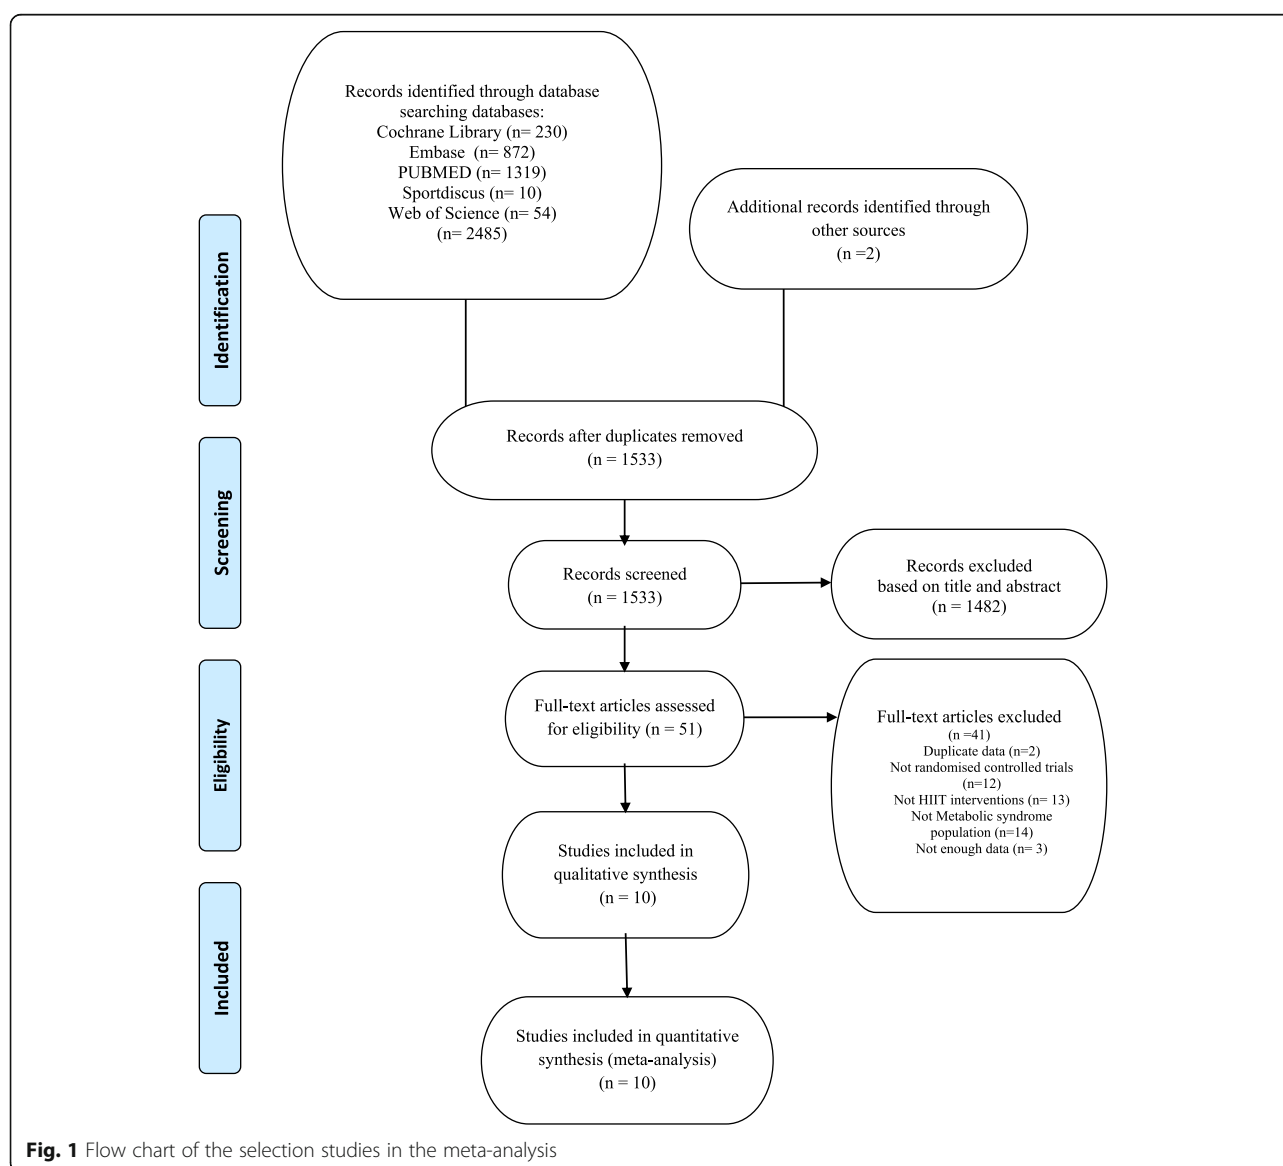 Records identified through database
searching databases:
Cochrane Library (n= 230)
Embase (n= 872)
PUBMED (n= 1319)
Sportdiscus (n= 10)
Web of Science (n= 54)
(n= 2485)
Additional records identified through
other sources
(n =2)
Identification
Records after duplicates removed
(n = 1533)
Screening
Records screened
(n = 1533)
Records excluded
based on title and abstract
(n = 1482)
Eligibility
Full-text articles assessed
for eligibility (n = 51)
Full-text articles excluded
(n =41)
Duplicate data (n=2)
Not randomised controlled trials
(n=12)
Not HIIT interventions (n= 13)
Not Metabolic syndrome
population (n=14)
Not enough data (n= 3)
Studies included in
qualitative synthesis
(n = 10)
Included
Studies included in quantitative
synthesis (meta-analysis)
(n = 10)
Fig. 1 Flow chart of the selection studies in the meta-analysis